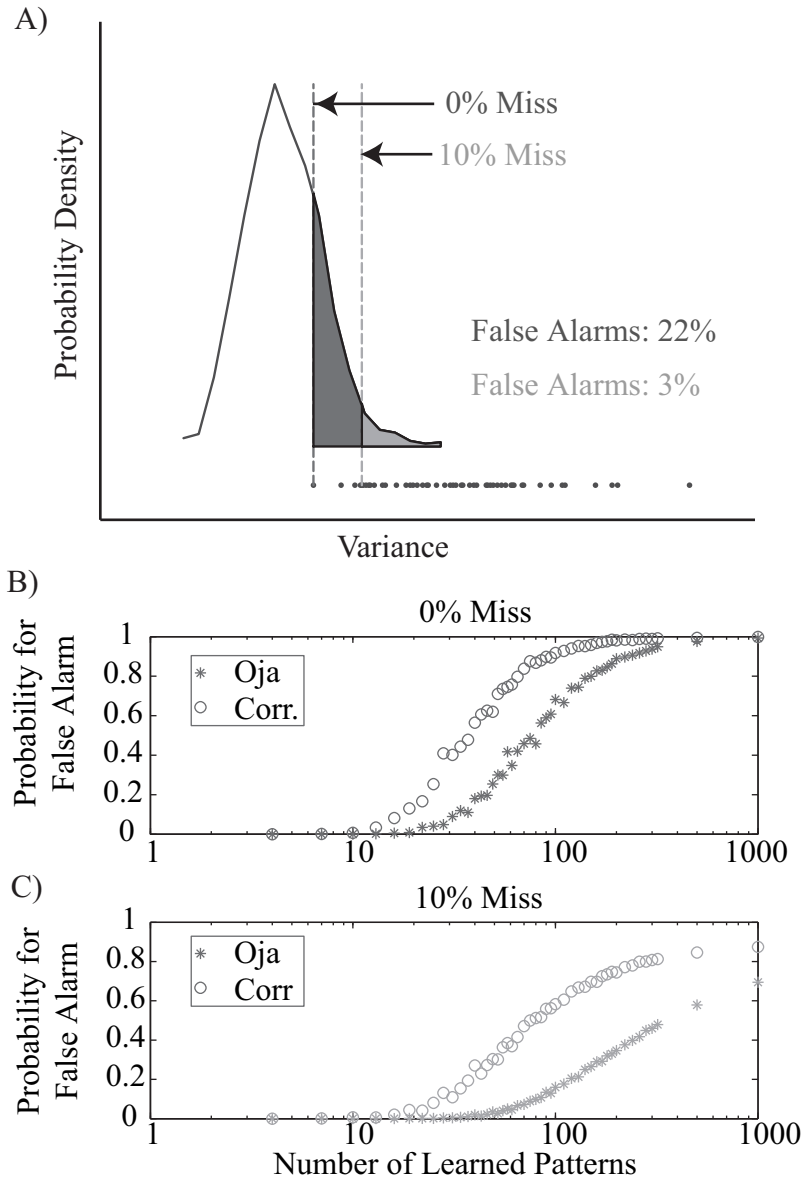 A)
Probability Density
0% Miss
10% Miss
False Alarms: 22%
False Alarms: 3%
Variance
B)
0% Miss
Probability for
False Alarm
1
0.8
0.6
0.4
0.2
0
Oja
Corr.
1
10
100
1000
C)
10% Miss
Probability for
False Alarm
1
0.8
0.6
0.4
0.2
0
Oja
Corr
1
10
100
1000
Number of Learned Patterns